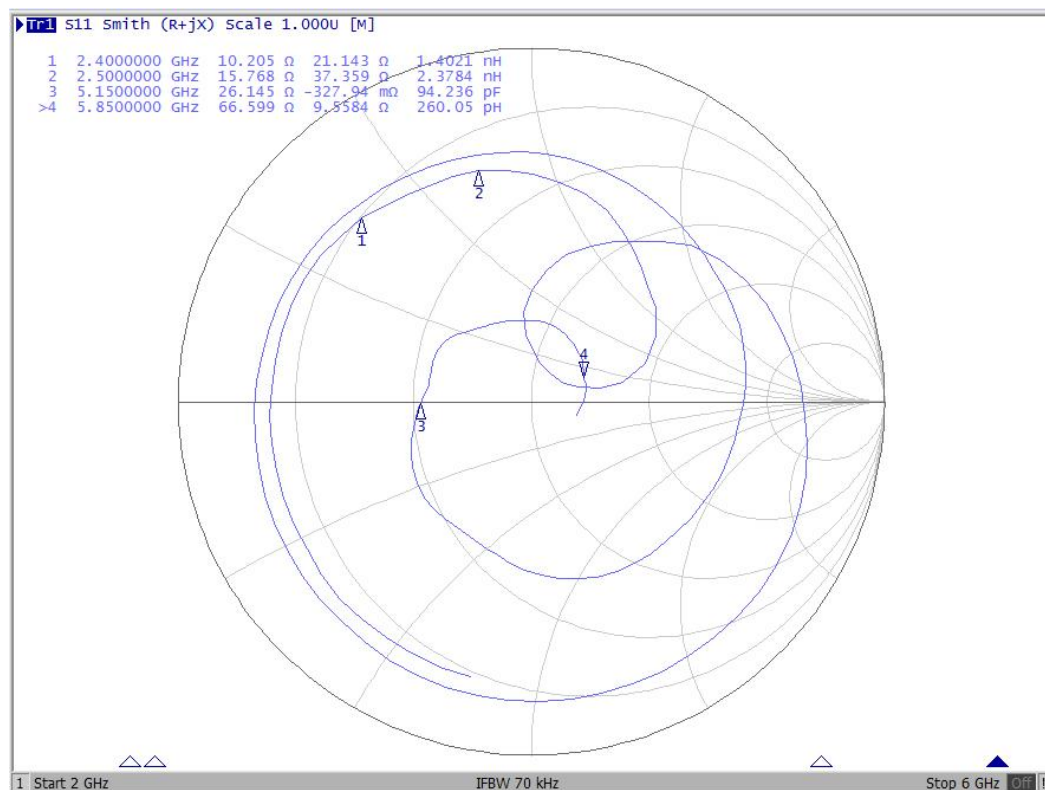 Tr1 S11 Smith (R+jX) Scale 1.000U [M]
1 2.4000000 GHz 10.205 Ω 21.143 Ω 1.4021 nH
2 2.5000000 GHz 15.768 Ω 37.359 Ω 2.3784 nH
3 5.1500000 GHz 26.145 Ω -327.94 mΩ 94.236 pF
>4 5.8500000 GHz 66.599 Ω 9.5584 Ω 260.05 pH
2
1
4
3
1 Start 2 GHz IFBW 70 kHz Stop 6 GHz Off